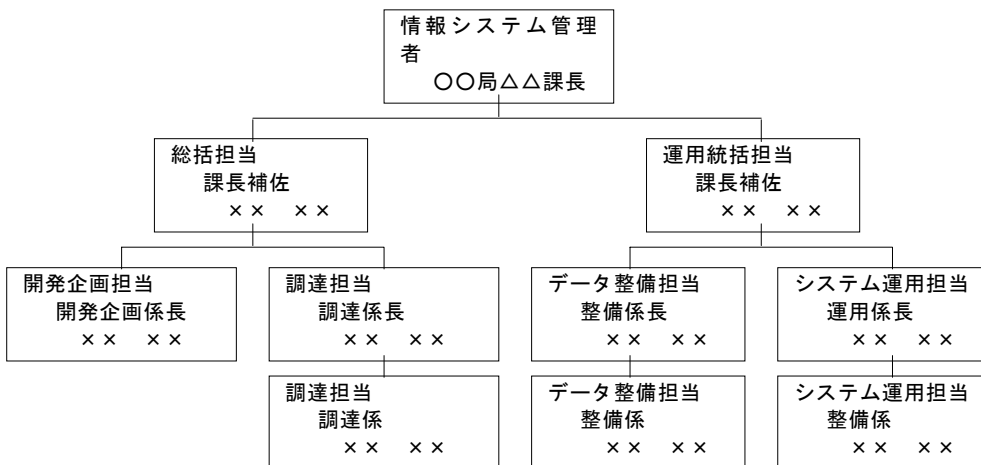 情報システム管理
者
〇〇局△△課長
総括担当
課長補佐
×× ××
運用統括担当
課長補佐
×× ××
開発企画担当
開発企画係長
×× ××
調達担当
調達係長
×× ××
データ整備担当
整備係長
×× ××
システム運用担当
運用係長
×× ××
調達担当
調達係
×× ××
データ整備担当
整備係
×× ××
システム運用担当
整備係
×× ××